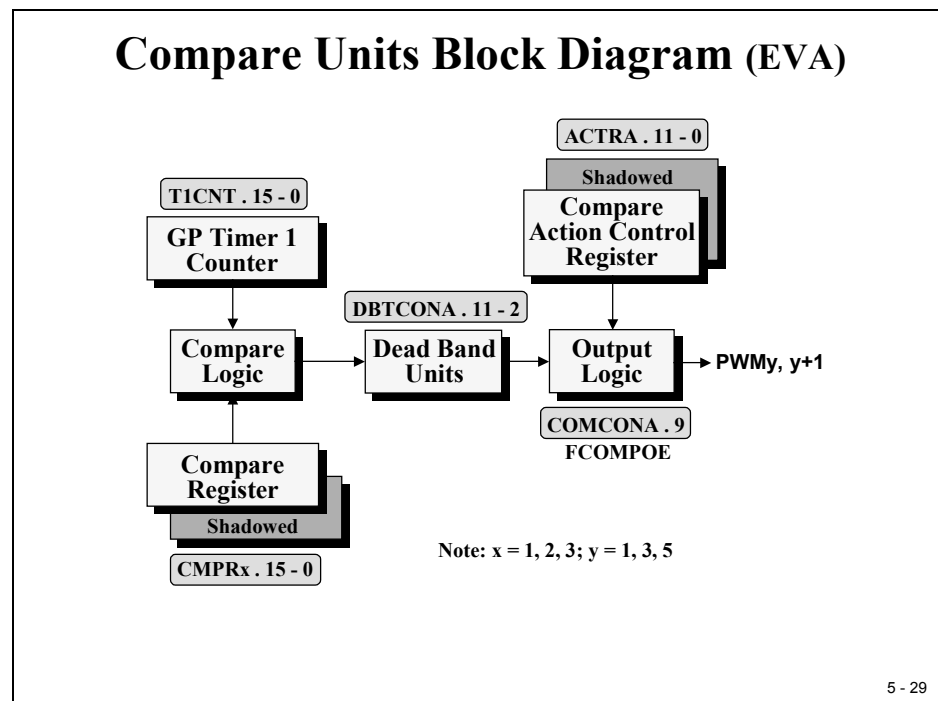 Compare Units Block Diagram (EVA)
ACTRA . 11 - 0
Shadowed
Compare
Action Control
Register
T1CNT . 15 - 0
GP Timer 1
Counter
DBTCONA . 11 - 2
Compare
Logic
Dead Band
Units
Output
Logic
PWMy, y+1
COMCONA . 9
FCOMPOE
Compare
Register
Shadowed
CMPRx . 15 - 0
Note: x = 1, 2, 3; y = 1, 3, 5
5 - 29